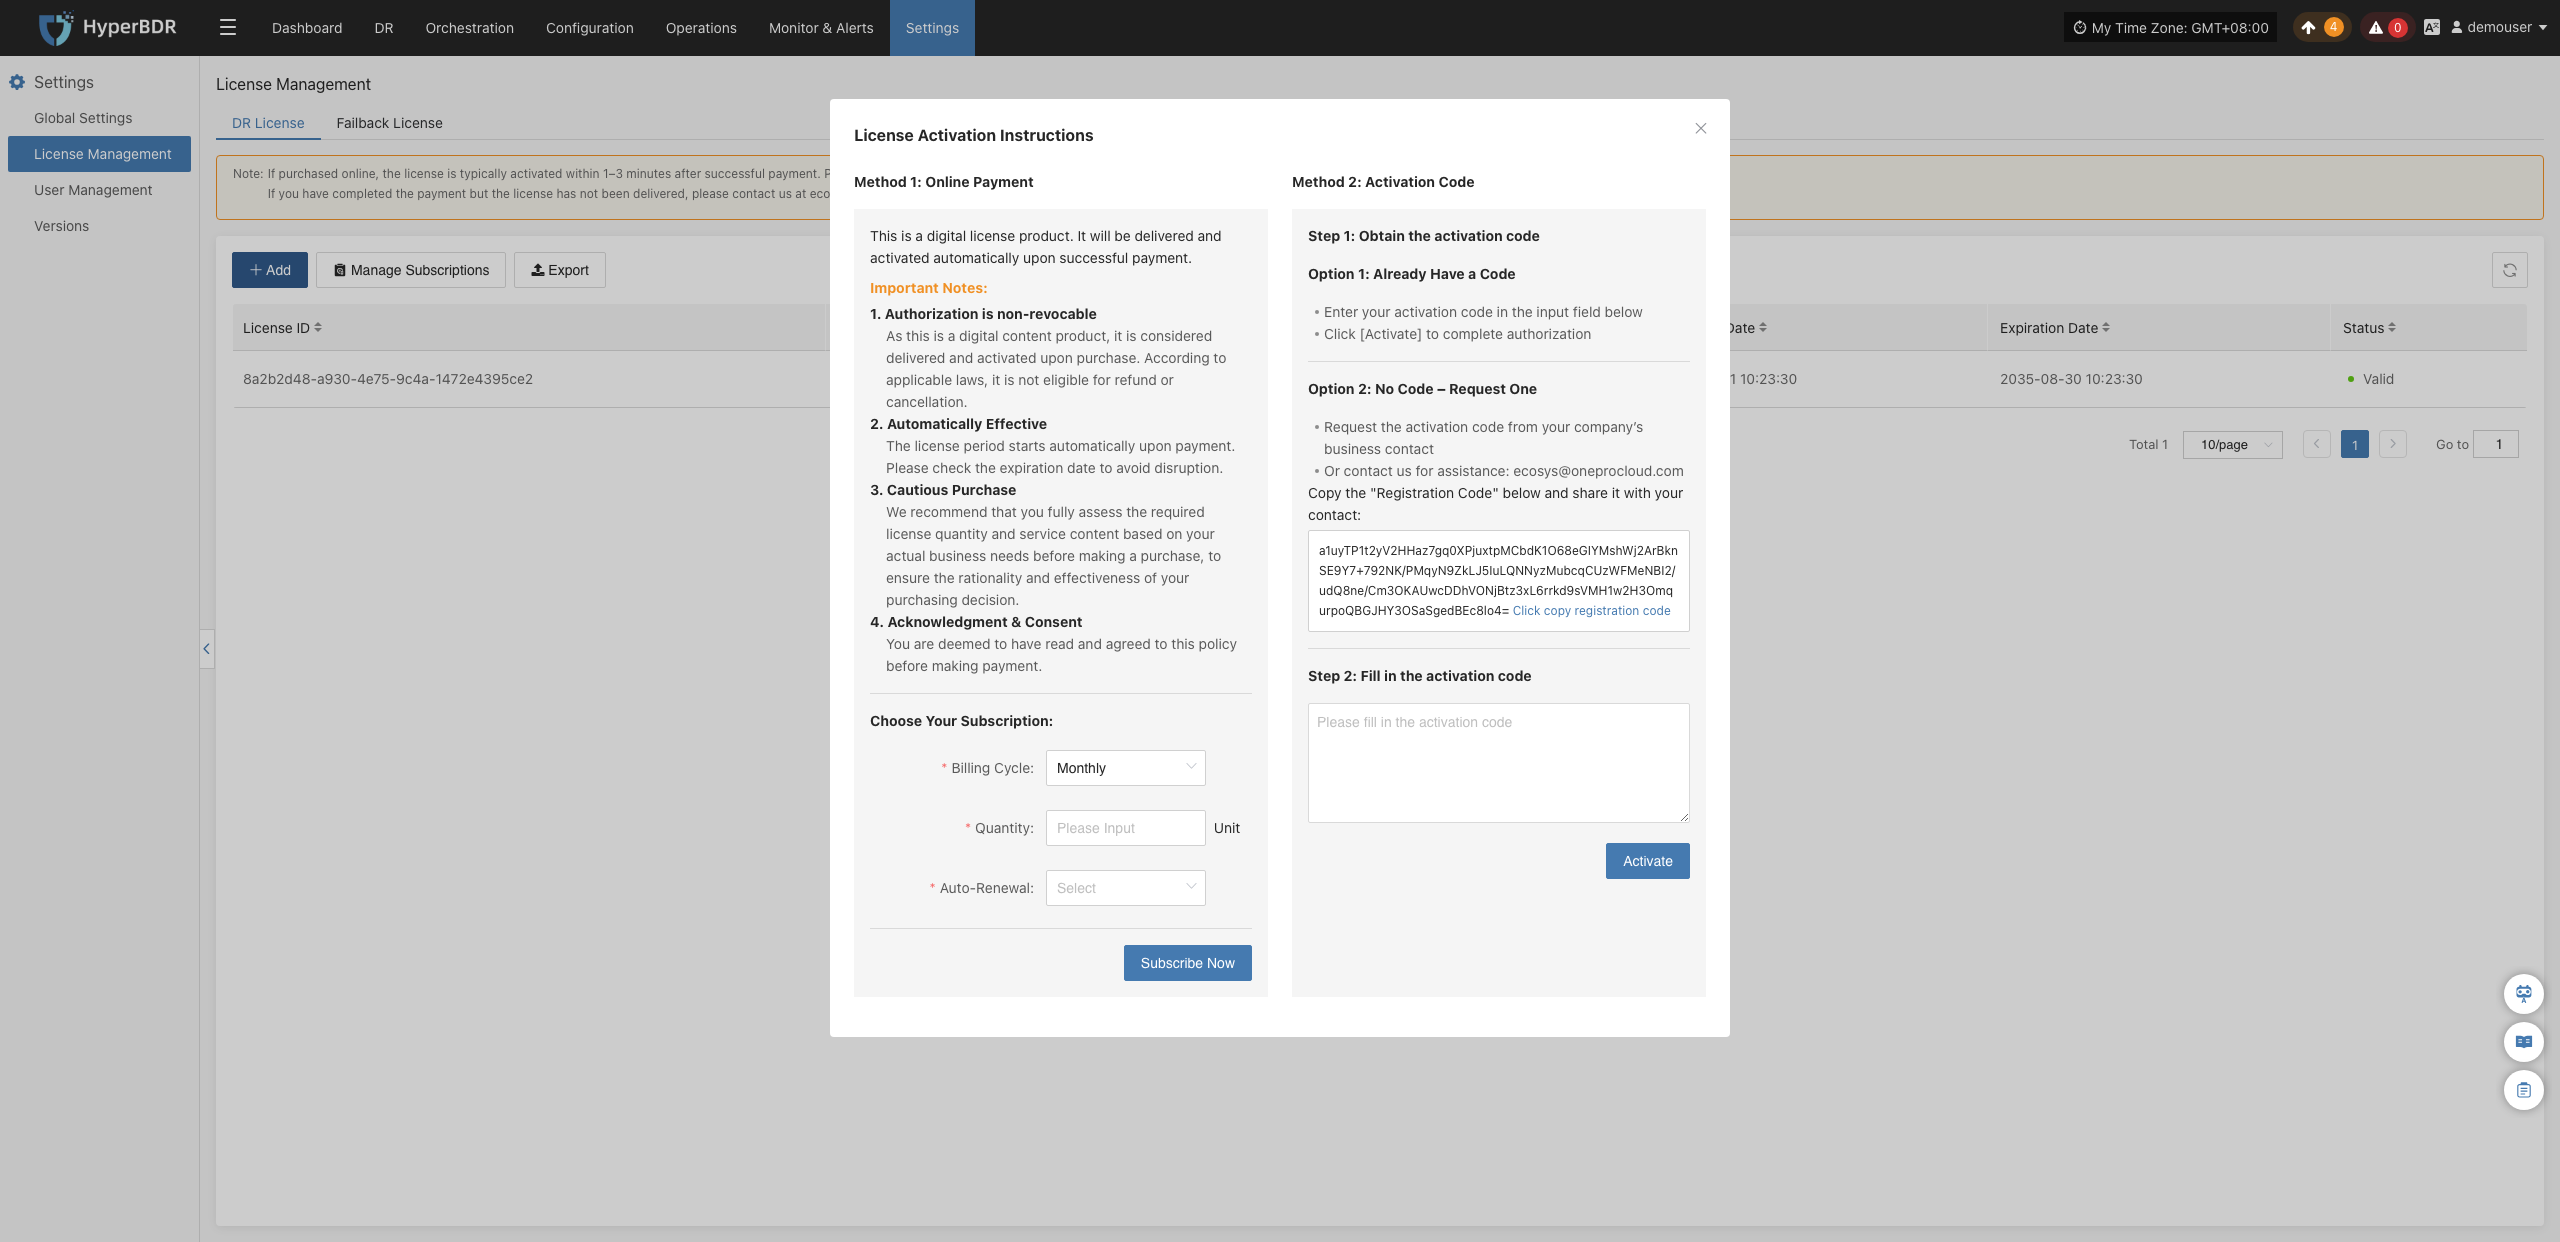 HyperBDR
Dashboard
DR
Orchestration
Configuration
Operations
Monitor & Alerts
Settings
My Time Zone: GMT+08:00
4
0
demouser
Settings
Global Settings
License Management
User Management
Versions
License Management
DR License
Failback License
Note: If purchased online, the license is typically activated within 1–3 minutes after successful payment. P
If you have completed the payment but the license has not been delivered, please contact us at eco
Add
Manage Subscriptions
Export
License ID
Date
Expiration Date
Status
8a2b2d48-a930-4e75-9c4a-1472e4395ce2
1 10:23:30
2035-08-30 10:23:30
Valid
Total 1
10/page
1
Go to
1
License Activation Instructions
Method 1: Online Payment
This is a digital license product. It will be delivered and
activated automatically upon successful payment.
Important Notes:
1. Authorization is non-revocable
As this is a digital content product, it is considered
delivered and activated upon purchase. According to
applicable laws, it is not eligible for refund or
cancellation.
2. Automatically Effective
The license period starts automatically upon payment.
Please check the expiration date to avoid disruption.
3. Cautious Purchase
We recommend that you fully assess the required
license quantity and service content based on your
actual business needs before making a purchase, to
ensure the rationality and effectiveness of your
purchasing decision.
4. Acknowledgment & Consent
You are deemed to have read and agreed to this policy
before making payment.
Choose Your Subscription:
* Billing Cycle: Monthly
* Quantity: Please Input Unit
* Auto-Renewal: Select
Subscribe Now
Method 2: Activation Code
Step 1: Obtain the activation code
Option 1: Already Have a Code
• Enter your activation code in the input field below
• Click [Activate] to complete authorization
Option 2: No Code – Request One
• Request the activation code from your company’s
business contact
• Or contact us for assistance: ecosys@oneprocloud.com
Copy the "Registration Code" below and share it with your
contact:
a1uyTP1t2yV2HHaz7gq0XPjuxtpMCbdK1O68eGIYMshWj2ArBkn
SE9Y7+792NK/PMqyN9ZkLJ5IuLQNNyzMubcqCUzWFMeNBI2/
udQ8ne/Cm3OKAUwcDDhVONjBtz3xL6rrkd9sVMH1w2H3Omq
urpoQBGJHY3OSaSgedBEc8lo4= Click copy registration code
Step 2: Fill in the activation code
Please fill in the activation code
Activate